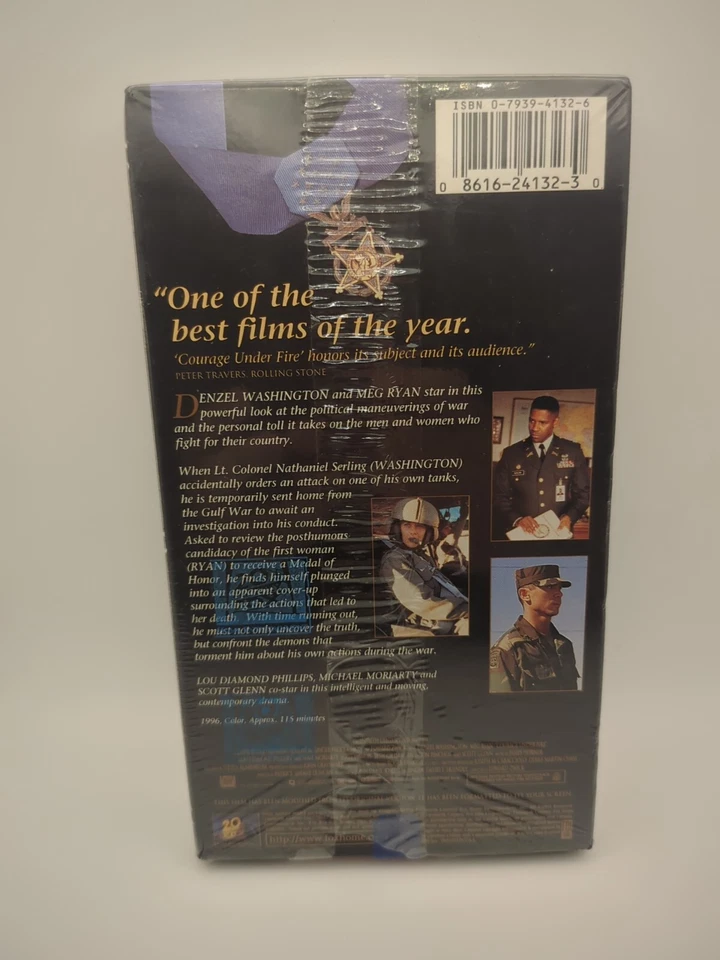 ISBN 0-7939-4132-6
0 8616-24132-3 0
“One of the
best films of the year.
‘Courage Under Fire’ honors its subject and its audience.”
PETER TRAVERS, ROLLING STONE
DENZEL WASHINGTON and MEG RYAN star in this
powerful look at the political maneuverings of war
and the personal toll it takes on the men and women who
fight for their country.
When Lt. Colonel Nathaniel Serling (WASHINGTON)
accidentally orders an attack on one of his own tanks,
he is temporarily sent home from
the Gulf War to await an
investigation into his conduct.
Asked to review the posthumous
candidacy of the first woman
(RYAN) to receive a Medal of
Honor, he finds himself plunged
into an apparent cover-up
surrounding the actions that led to
her death. With time running out,
he must not only uncover the truth,
but confront the demons that
torment him about his own actions during the war.
LOU DIAMOND PHILLIPS, MICHAEL MORIARTY and
SCOTT GLENN co-star in this intelligent and moving,
contemporary drama.
1996. Color. Approx. 115 minutes
20